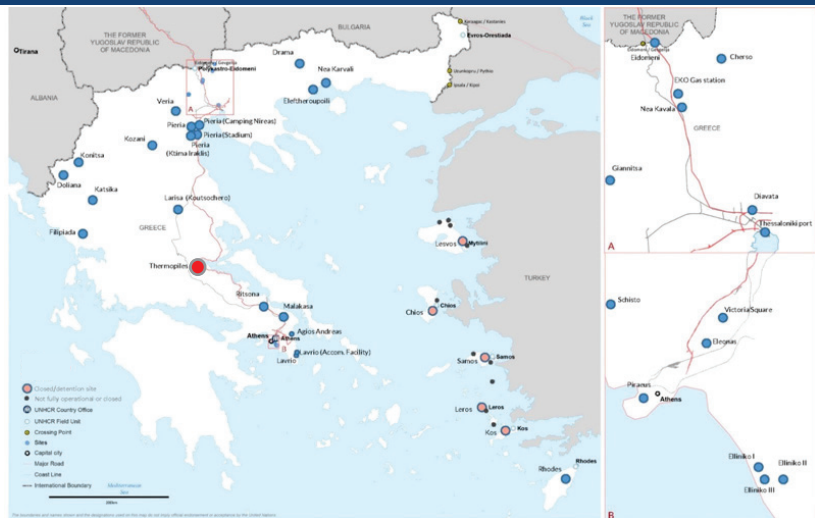 THE FORMER
YUGOSLAV REPUBLIC
OF MACEDONIA
BULGARIA
Black
Sea
Tirana
ALBANIA
Evros-Orestiada
Drama
Nea Karvali
Eleftheroupoli
Polykastro-Eidomeni
A
Veria
Pieria
Pieria (Camping Nireas)
Pieria (Stadium)
Pieria
(Ktima Iraklis)
Kozani
Konitsa
Doliana
Katsika
Filipiada
Larisa (Koutsochero)
GREECE
Thermopiles
Ritsona
Malakasa
Agios Andreas
Athens
Athens
B
Lavrio (Accom. Facility)
Lavrio
Lesvos
Mytilini
TURKEY
Chios
Chios
Samos
Samos
Leros
Leros
Kos
Kos
Rhodes
Rhodes
Closed/detention site
Not fully operational or closed
UNHCR Country Office
UNHCR Field Unit
Crossing Point
Sites
Capital city
Major Road
Coast Line
International Boundary
Mediterranean
Sea
THE FORMER
YUGOSLAV REPUBLIC
OF MACEDONIA
Eidomeni
Cherso
EKO Gas station
Nea Kavala
GREECE
Giannitsa
Diavata
Thessaloniki port
A
Schisto
Victoria Square
Eleonas
Piraeus
Athens
Elliniko I
Elliniko II
Elliniko III
B